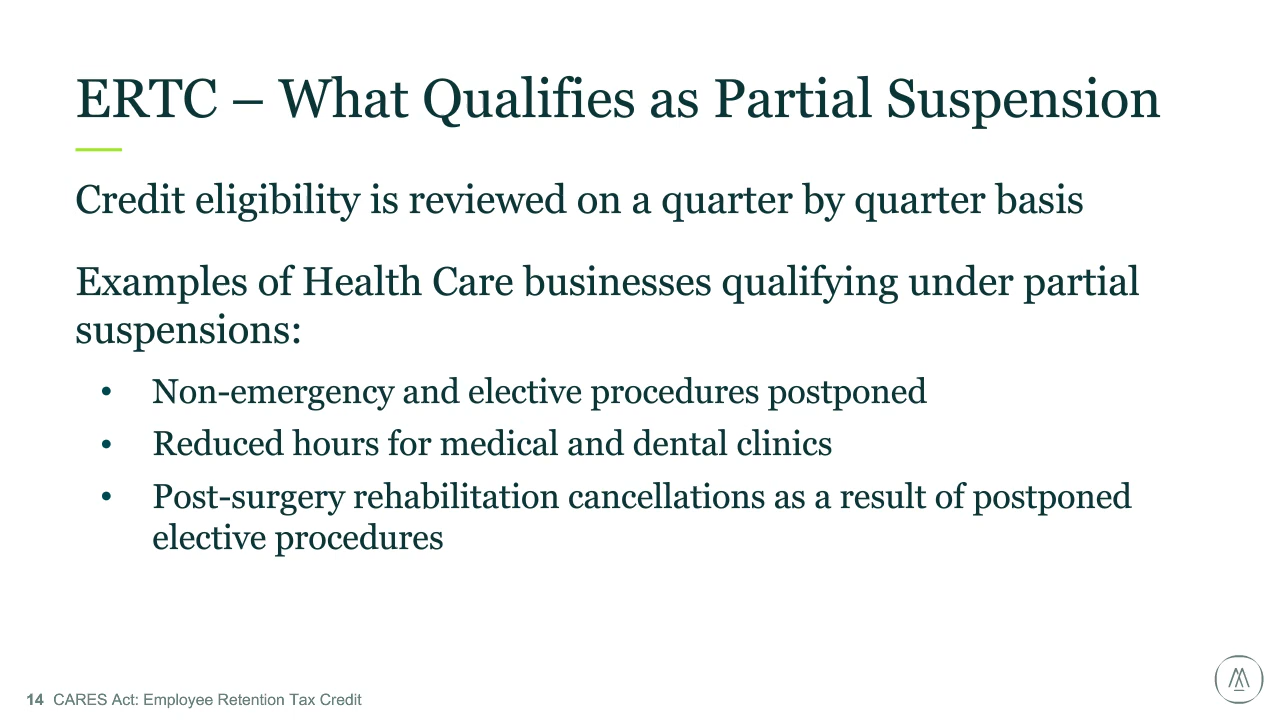 ERTC – What Qualifies as Partial Suspension
Credit eligibility is reviewed on a quarter by quarter basis
Examples of Health Care businesses qualifying under partial
suspensions:
• Non-emergency and elective procedures postponed
• Reduced hours for medical and dental clinics
• Post-surgery rehabilitation cancellations as a result of postponed
elective procedures
14 CARES Act: Employee Retention Tax Credit